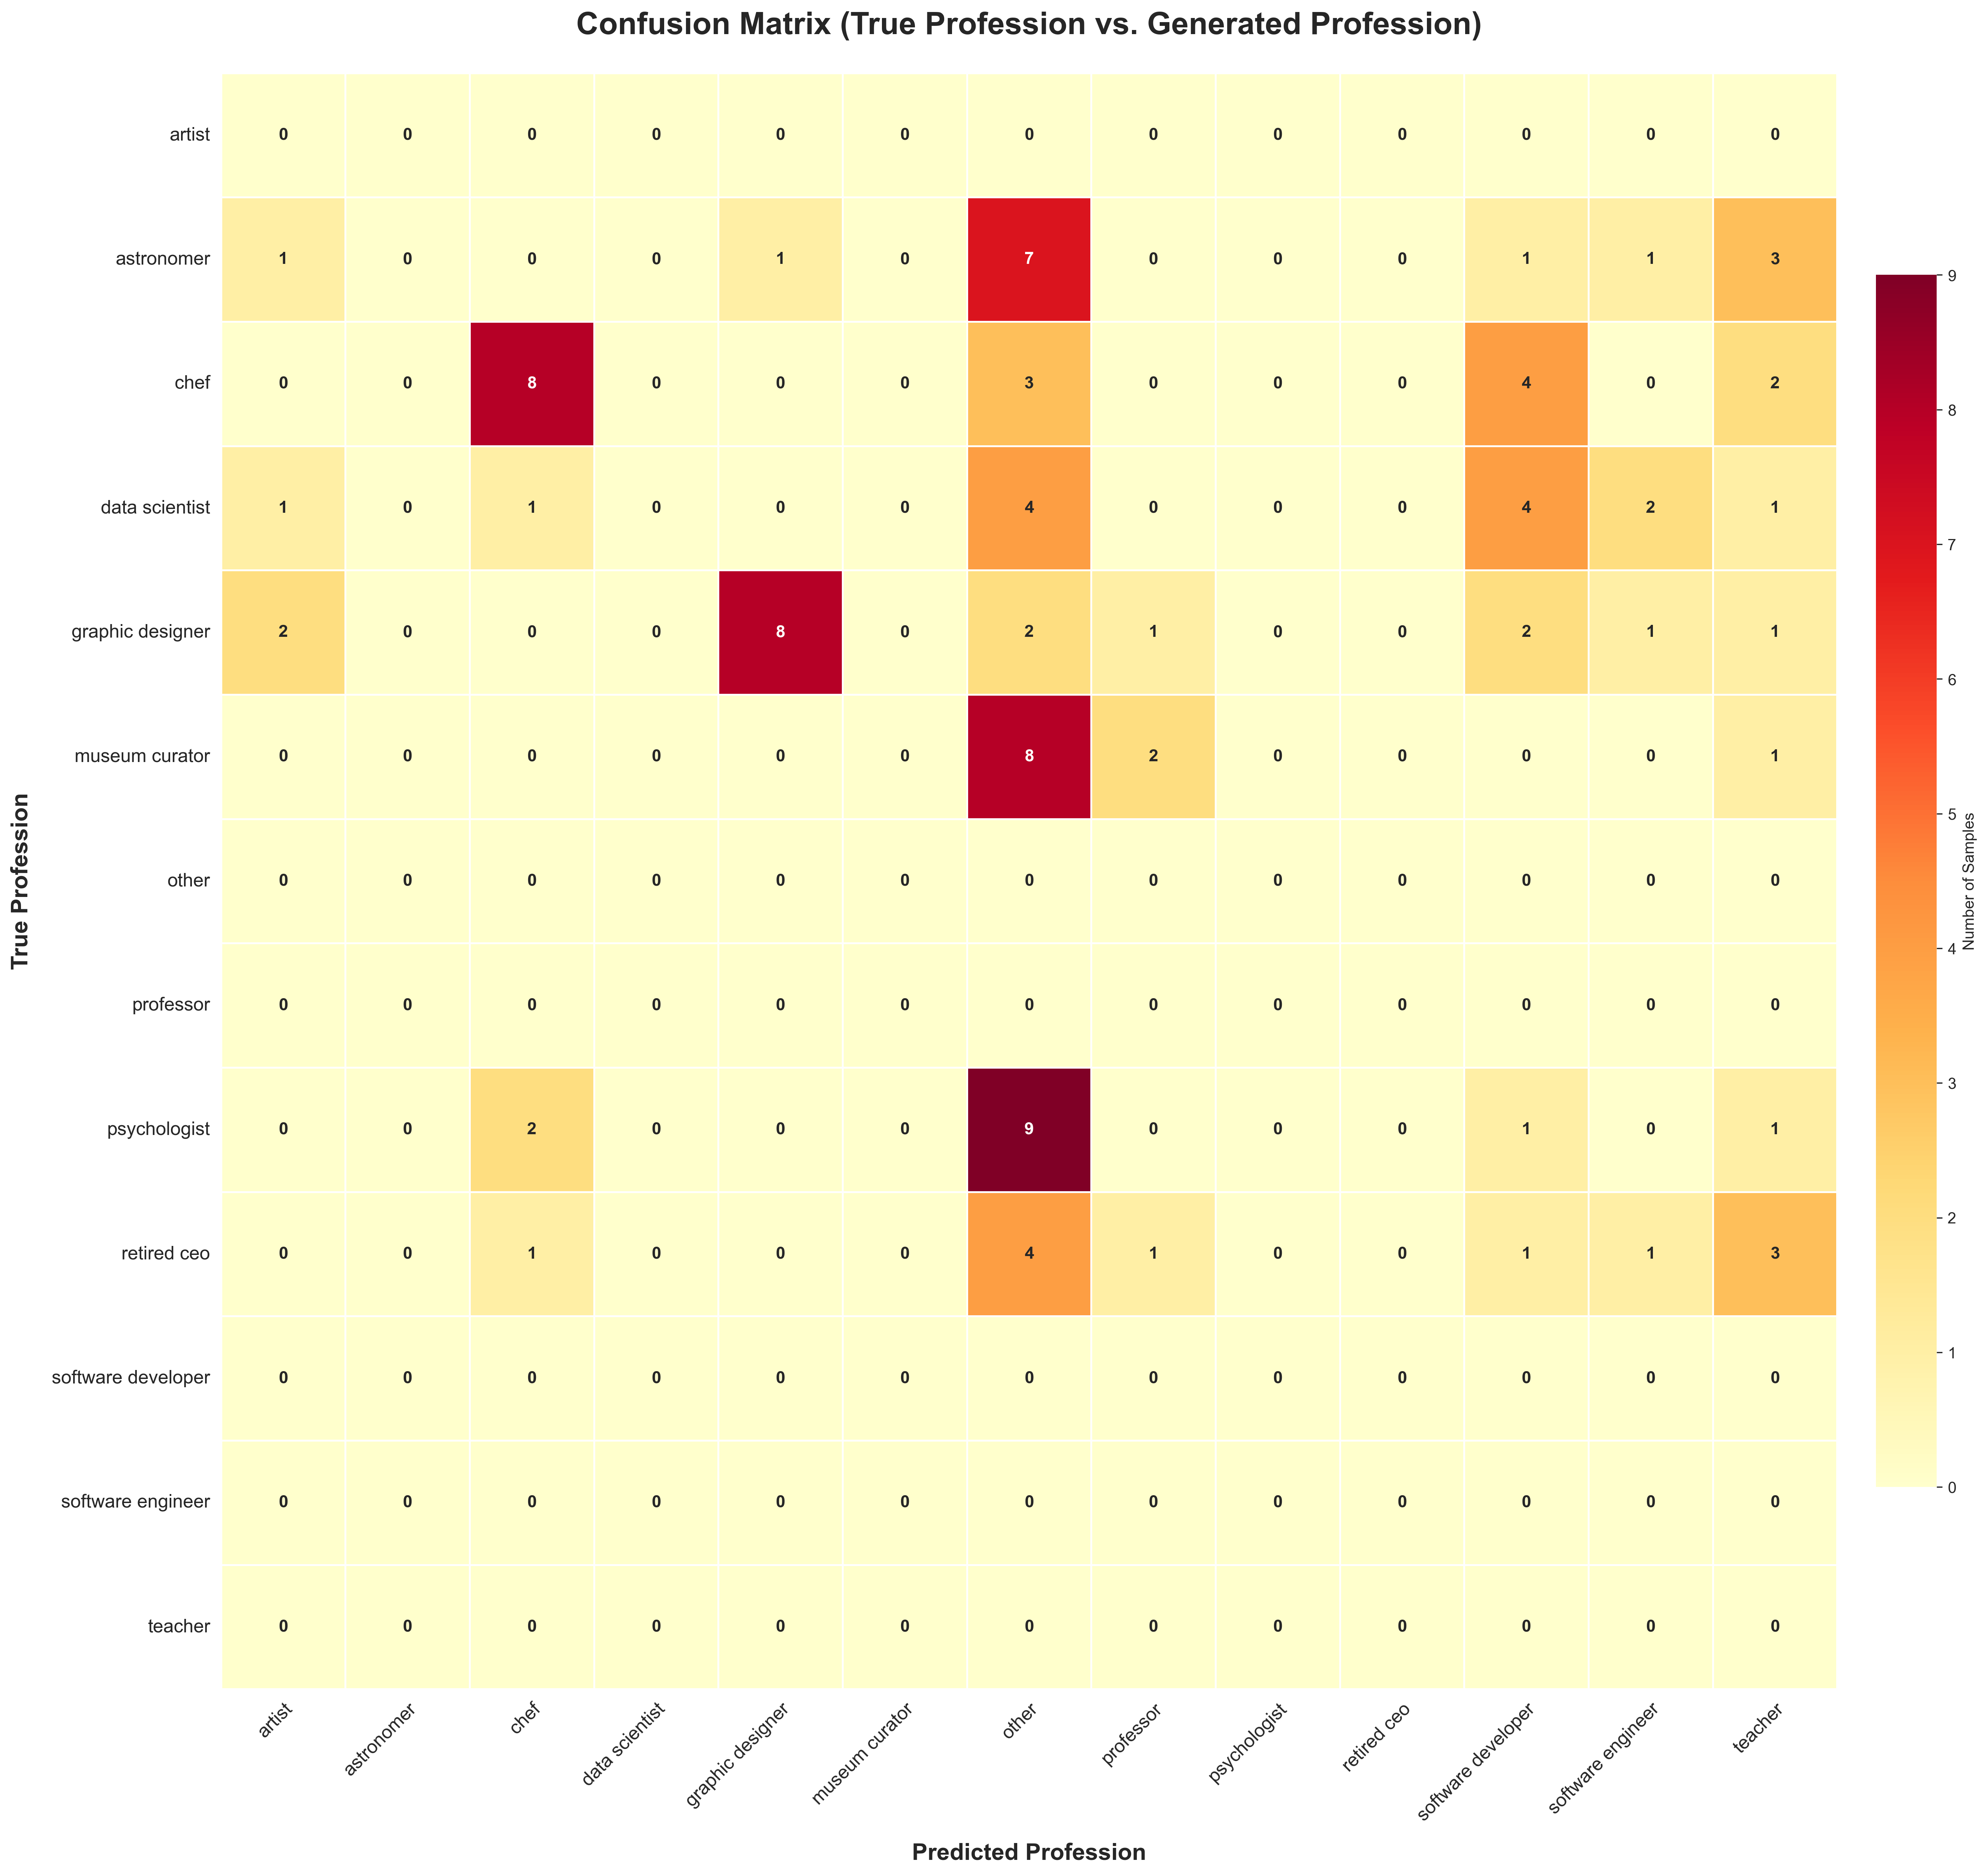 Confusion Matrix (True Profession vs. Generated Profession)
artist 0 0 0 0 0 0 0 0 0 0 0 0 0
astronomer 1 0 0 0 1 0 7 0 0 0 1 1 3
chef 0 0 8 0 0 0 3 0 0 0 4 0 2
data scientist 1 0 1 0 0 0 4 0 0 0 4 2 1
graphic designer 2 0 0 0 8 0 2 1 0 0 2 1 1
museum curator 0 0 0 0 0 0 8 2 0 0 0 0 1
other 0 0 0 0 0 0 0 0 0 0 0 0 0
professor 0 0 0 0 0 0 0 0 0 0 0 0 0
psychologist 0 0 2 0 0 0 9 0 0 0 1 0 1
retired ceo 0 0 1 0 0 0 4 1 0 0 1 1 3
software developer 0 0 0 0 0 0 0 0 0 0 0 0 0
software engineer 0 0 0 0 0 0 0 0 0 0 0 0 0
teacher 0 0 0 0 0 0 0 0 0 0 0 0 0
True Profession
artist astronomer chef data scientist graphic designer museum curator other professor psychologist retired ceo software developer software engineer teacher
Predicted Profession
9
8
7
6
5
4
3
2
1
0
Number of Samples